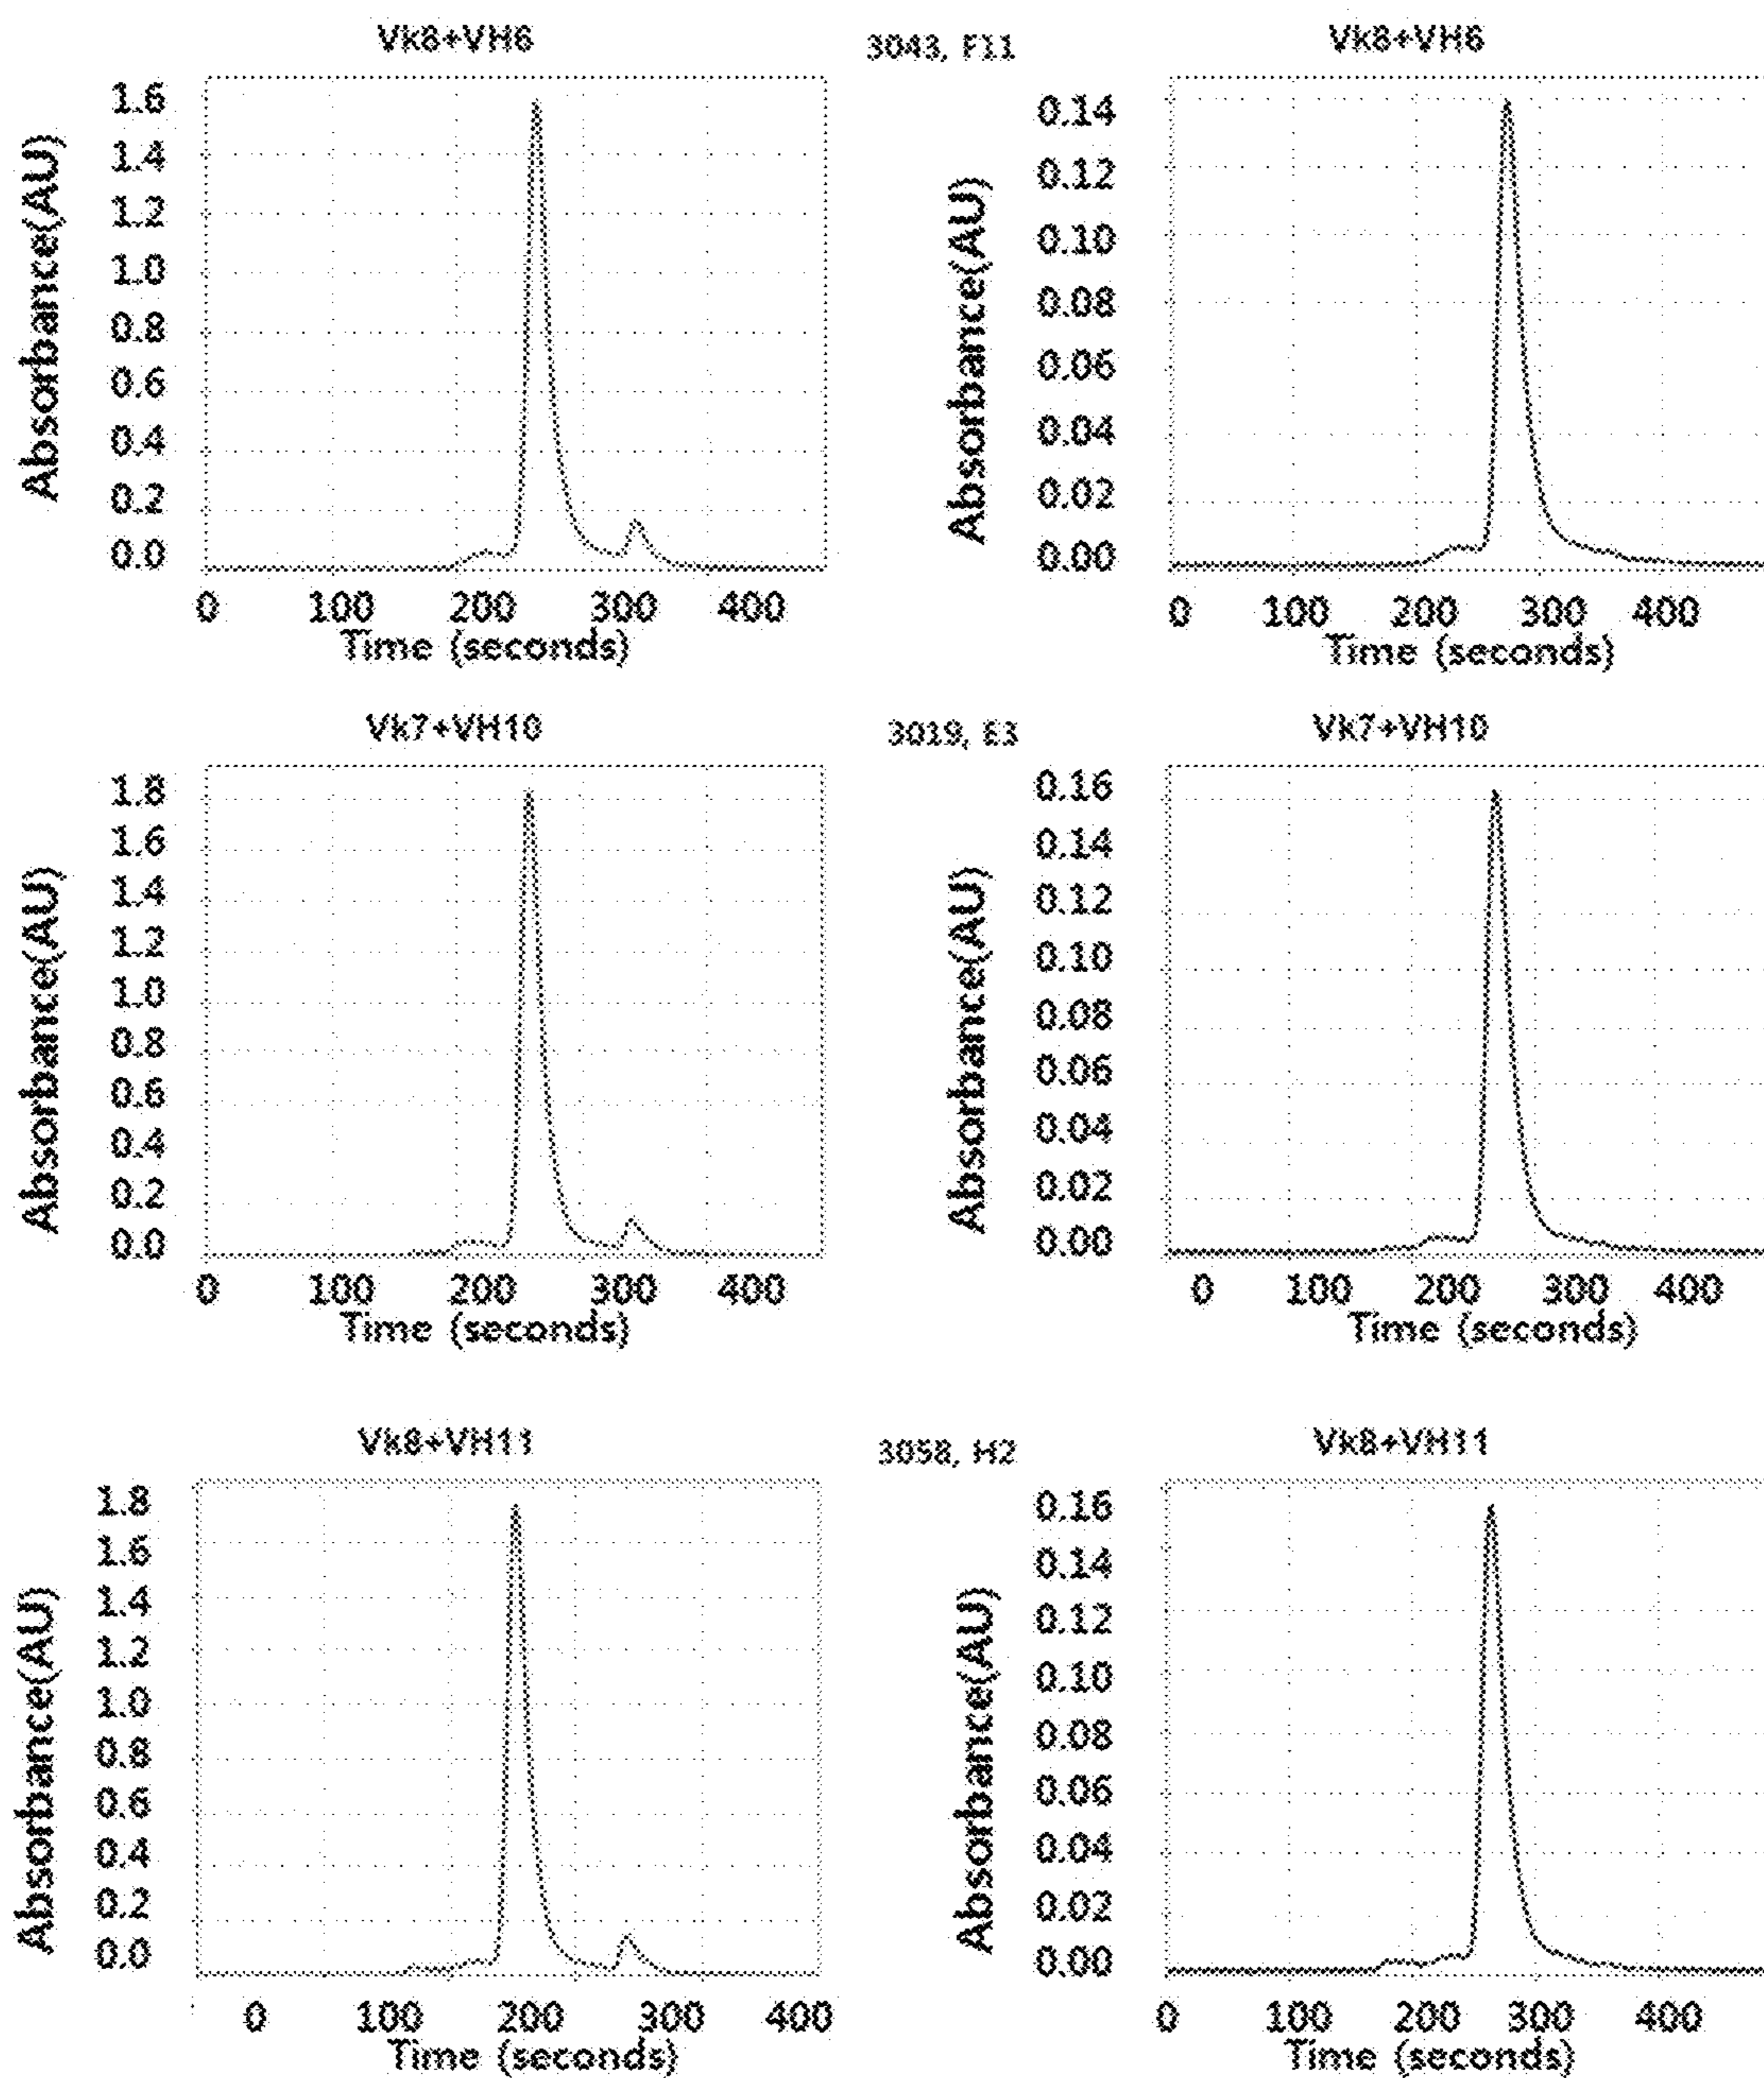 Vk8+VH6
3043, F11
Vk8+VH6
Absorbance(AU)
1.6
1.4
1.2
1.0
0.8
0.6
0.4
0.2
0.0
0 100 200 300 400
Time (seconds)
Absorbance(AU)
0.14
0.12
0.10
0.08
0.06
0.04
0.02
0.00
0 100 200 300 400
Time (seconds)
Vk7+VH10
3019, E3
Vk7+VH10
Absorbance(AU)
1.8
1.6
1.4
1.2
1.0
0.8
0.6
0.4
0.2
0.0
0 100 200 300 400
Time (seconds)
Absorbance(AU)
0.16
0.14
0.12
0.10
0.08
0.06
0.04
0.02
0.00
0 100 200 300 400
Time (seconds)
Vk8+VH11
3058, H2
Vk8+VH11
Absorbance(AU)
1.8
1.6
1.4
1.2
1.0
0.8
0.6
0.4
0.2
0.0
0 100 200 300 400
Time (seconds)
Absorbance(AU)
0.16
0.14
0.12
0.10
0.08
0.06
0.04
0.02
0.00
0 100 200 300 400
Time (seconds)